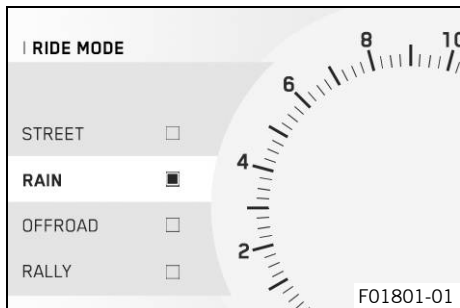 RIDE MODE
STREET
RAIN
OFFROAD
RALLY
2
4
6
8
10
F01801-01